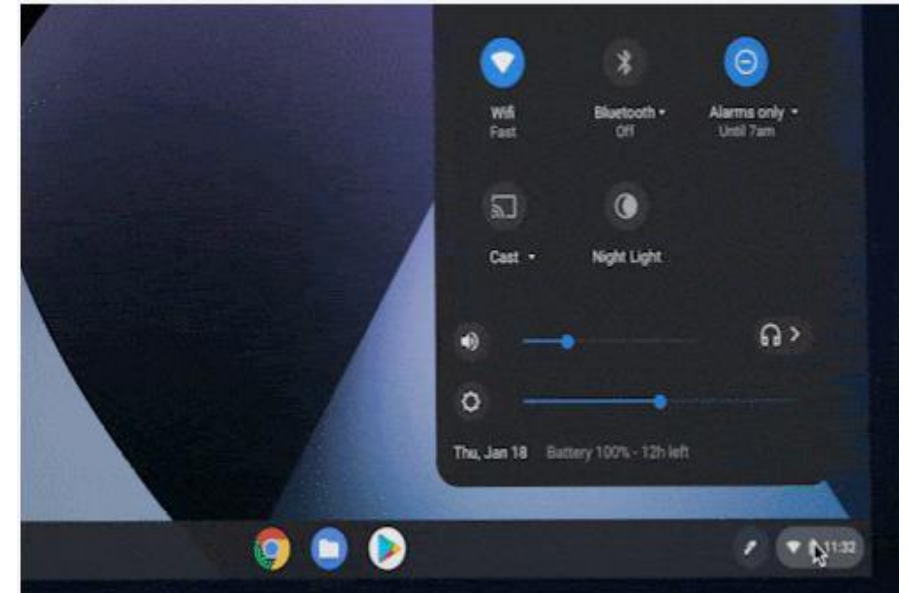 Wifi
Fast
Bluetooth
Off
Alarms only
Until 7am
Cast
Night Light
Thu, Jan 18 Battery 100% - 12h left
11:32